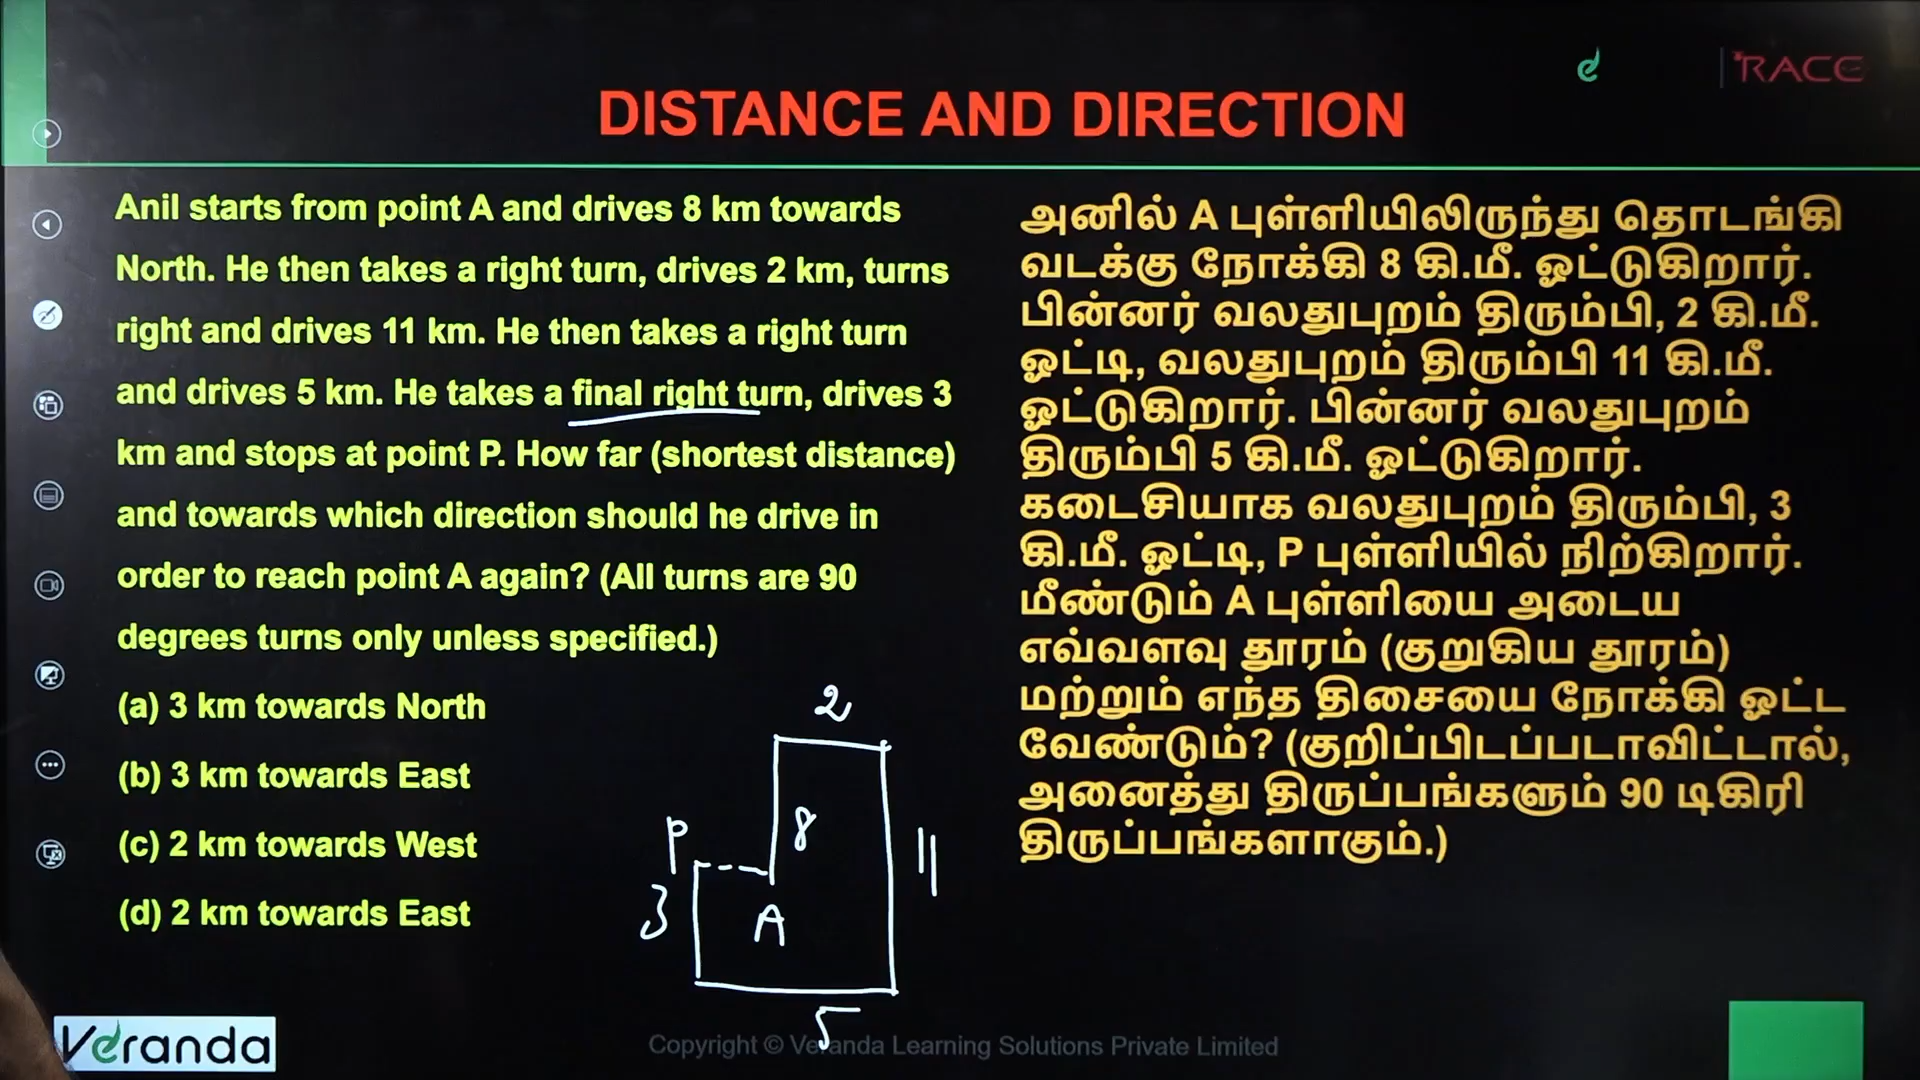 RACE
DISTANCE AND DIRECTION
Anil starts from point A and drives 8 km towards
North. He then takes a right turn, drives 2 km, turns
right and drives 11 km. He then takes a right turn
and drives 5 km. He takes a final right turn, drives 3
km and stops at point P. How far (shortest distance)
and towards which direction should he drive in
order to reach point A again? (All turns are 90
degrees turns only unless specified.)
(a) 3 km towards North
(b) 3 km towards East
(c) 2 km towards West
(d) 2 km towards East
அனில் A புள்ளியிலிருந்து தொடங்கி
வடக்கு நோக்கி 8 கி.மீ. ஓட்டுகிறார்.
பின்னர் வலதுபுறம் திரும்பி, 2 கி.மீ.
ஓட்டி, வலதுபுறம் திரும்பி 11 கி.மீ.
ஓட்டுகிறார். பின்னர் வலதுபுறம்
திரும்பி 5 கி.மீ. ஓட்டுகிறார்.
கடைசியாக வலதுபுறம் திரும்பி, 3
கி.மீ. ஓட்டி, P புள்ளியில் நிற்கிறார்.
மீண்டும் A புள்ளியை அடைய
எவ்வளவு தூரம் (குறுகிய தூரம்)
மற்றும் எந்த திசையை நோக்கி ஓட்ட
வேண்டும்? (குறிப்பிடப்படாவிட்டால்,
அனைத்து திருப்பங்களும் 90 டிகிரி
திருப்பங்களாகும்.)
2
8
P
11
3
A
5
Veranda
Copyright © Veranda Learning Solutions Private Limited